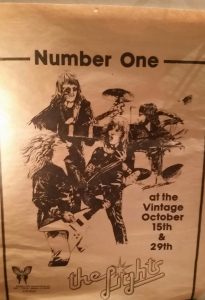 Number One
at the
Vintage
October
15th
&
29th
the Lights